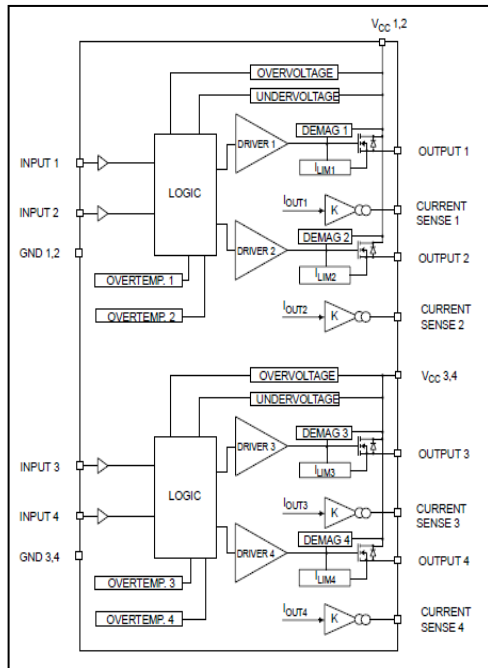 VCC 1,2
OVERVOLTAGE
UNDERVOLTAGE
DEMAG 1
DRIVER 1
ILIM1
OUTPUT 1
INPUT 1
LOGIC
IOUT1
K
CURRENT
SENSE 1
INPUT 2
DEMAG 2
DRIVER 2
ILIM2
OUTPUT 2
GND 1,2
OVERTEMP. 1
OVERTEMP. 2
IOUT2
K
CURRENT
SENSE 2
OVERVOLTAGE
VCC 3,4
UNDERVOLTAGE
DEMAG 3
DRIVER 3
ILIM3
OUTPUT 3
INPUT 3
LOGIC
IOUT3
K
CURRENT
SENSE 3
INPUT 4
DEMAG 4
DRIVER 4
ILIM4
OUTPUT 4
GND 3,4
OVERTEMP. 3
OVERTEMP. 4
IOUT4
K
CURRENT
SENSE 4